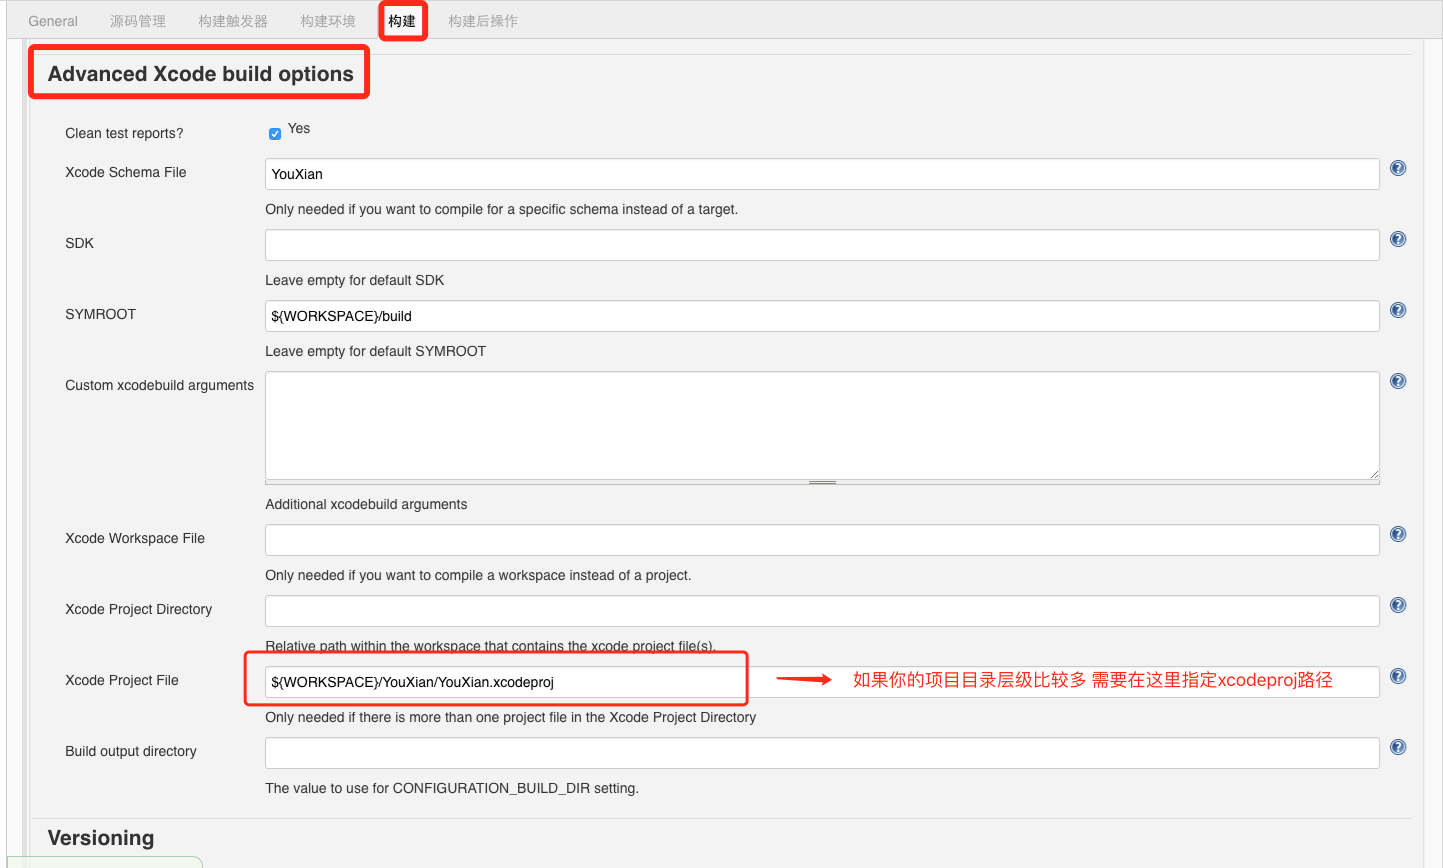 General 源码管理 构建触发器 构建环境 构建 构建后操作
Advanced Xcode build options
Clean test reports? Yes
Xcode Schema File YouXian
Only needed if you want to compile for a specific schema instead of a target.
SDK
Leave empty for default SDK
SYMROOT ${WORKSPACE}/build
Leave empty for default SYMROOT
Custom xcodebuild arguments
Additional xcodebuild arguments
Xcode Workspace File
Only needed if you want to compile a workspace instead of a project.
Xcode Project Directory
Relative path within the workspace that contains the xcode project file(s).
Xcode Project File ${WORKSPACE}/YouXian/YouXian.xcodeproj 如果你的项目目录层级比较多 需要在这里指定xcodeproj路径
Only needed if there is more than one project file in the Xcode Project Directory
Build output directory
The value to use for CONFIGURATION_BUILD_DIR setting.
Versioning